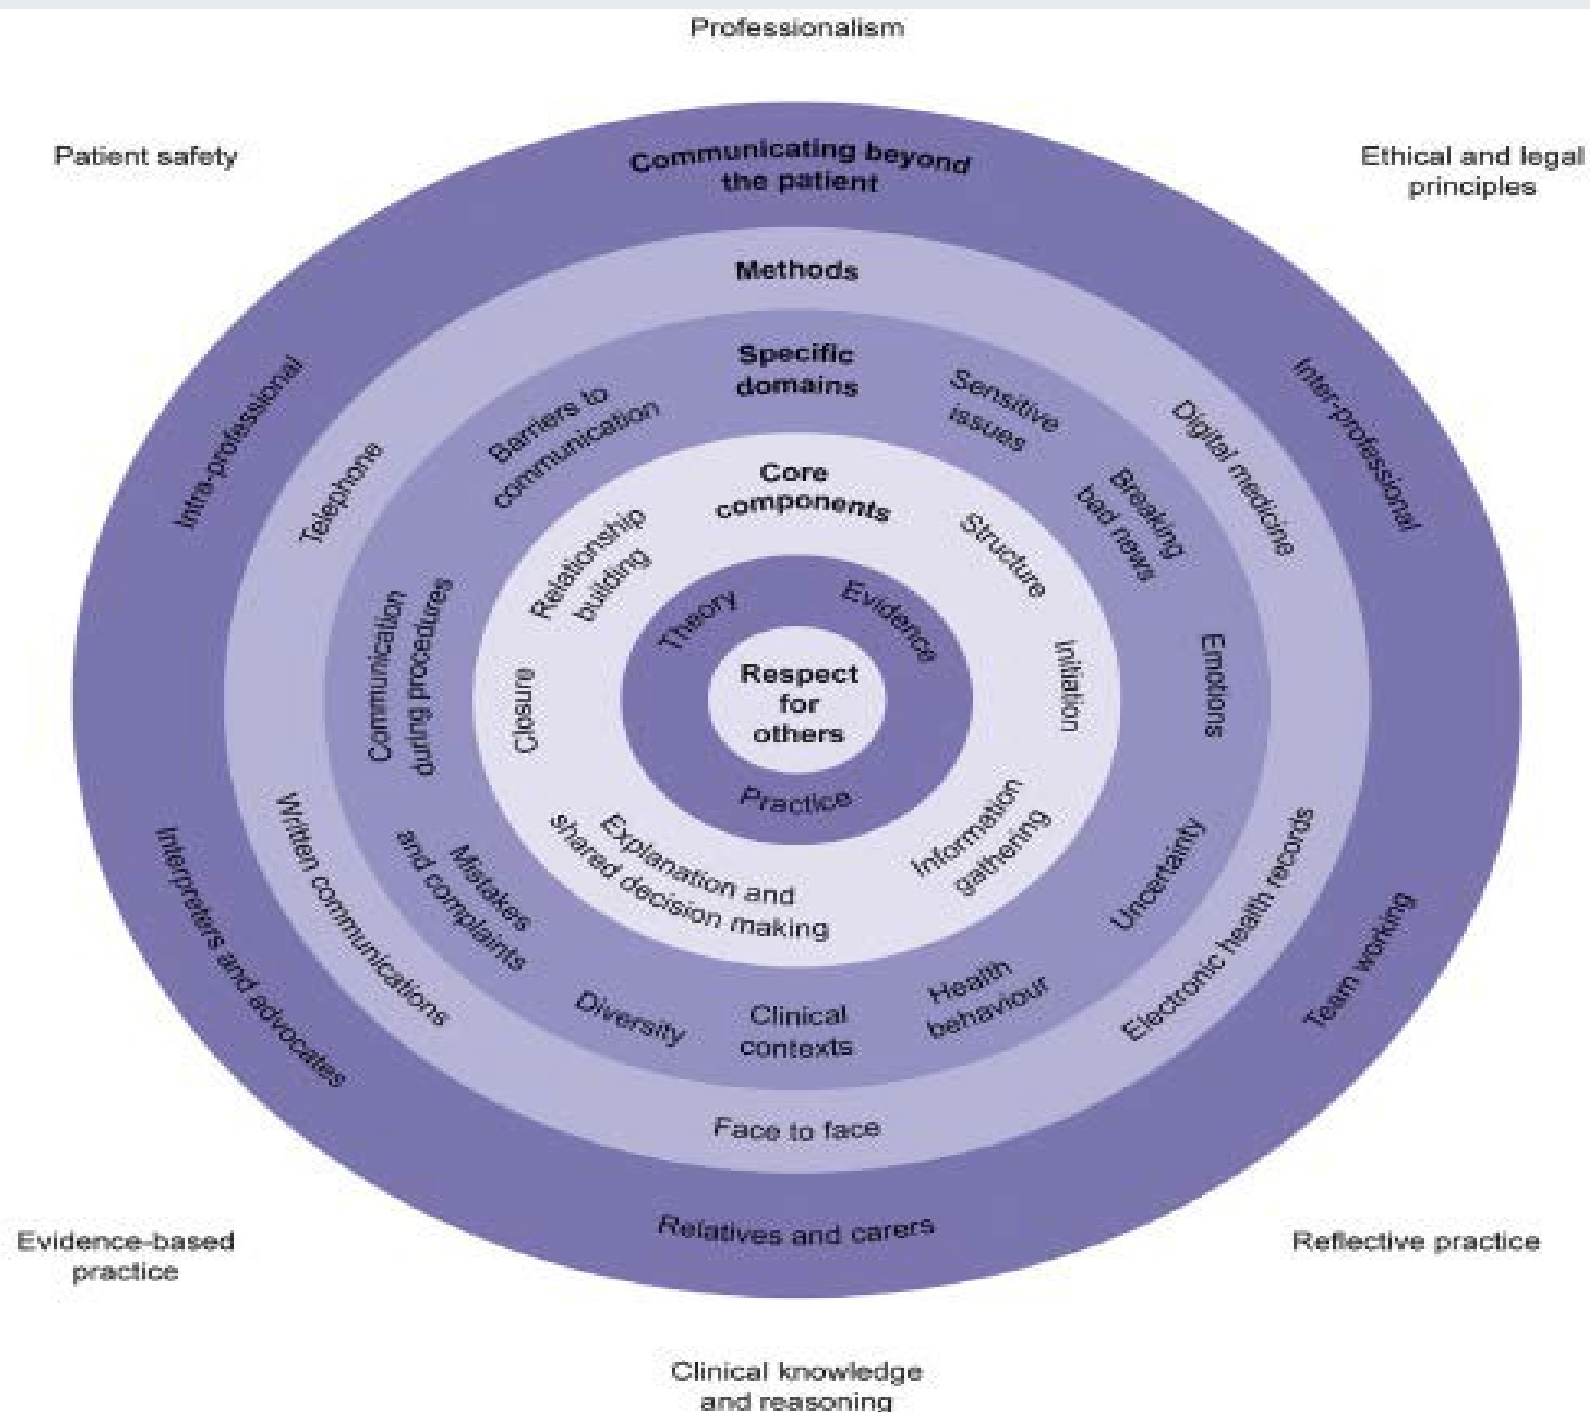 Professionalism
Patient safety
Ethical and legal
principles
Communicating beyond
the patient
Inter-professional
Team working
Relatives and carers
Interpreters and advocates
Intra-professional
Methods
Digital medicine
Electronic health records
Face to face
Written communications
Telephone
Specific
domains
Sensitive
issues
Breaking
bad news
Emotions
Uncertainty
Health
behaviour
Clinical
contexts
Diversity
Mistakes
and complaints
Communication
during procedures
Barriers to
communication
Core
components
Structure
Initiation
Information
gathering
Explanation and
shared decision making
Closure
Relationship
building
Theory
Evidence
Practice
Respect
for
others
Evidence-based
practice
Reflective practice
Clinical knowledge
and reasoning